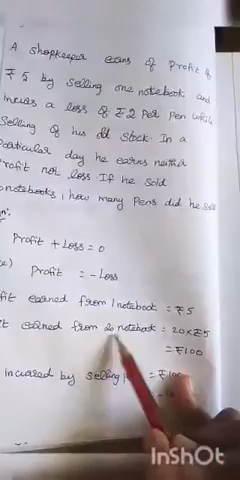 A shopkeeper earns of Profit of
₹5 by selling one notebook and
incurs a loss of ₹2 Per Pen while
Selling of his old Stock. In a
Particular day he earns neither
Profit nor loss. If he sold
notebooks, how many Pens did he
Profit + Loss = 0
Profit = - Loss
earned from 1 notebook = ₹5
earned from 20 notebook = 20 x ₹5
= ₹100
incurred by selling = ₹100
InShOt